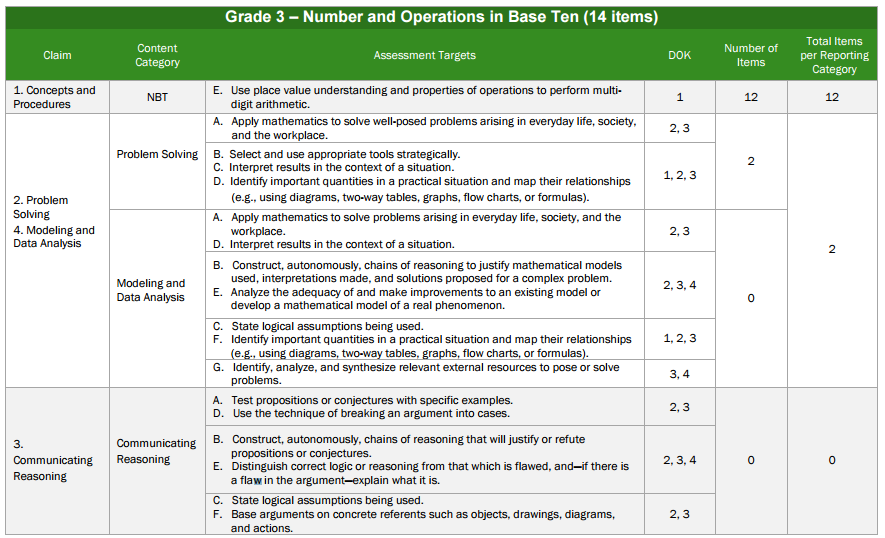 Grade 3 – Number and Operations in Base Ten (14 items)
Claim
Content
Category
Assessment Targets
DOK
Number of
Items
Total Items
per Reporting
Category
1. Concepts and
Procedures
NBT
E. Use place value understanding and properties of operations to perform multi-
digit arithmetic.
1
12
12
2. Problem
Solving
4. Modeling and
Data Analysis
Problem Solving
A. Apply mathematics to solve well-posed problems arising in everyday life, society,
and the workplace.
2, 3
B. Select and use appropriate tools strategically.
C. Interpret results in the context of a situation.
D. Identify important quantities in a practical situation and map their relationships
(e.g., using diagrams, two-way tables, graphs, flow charts, or formulas).
1, 2, 3
2
2
Modeling and
Data Analysis
A. Apply mathematics to solve problems arising in everyday life, society, and the
workplace.
D. Interpret results in the context of a situation.
2, 3
B. Construct, autonomously, chains of reasoning to justify mathematical models
used, interpretations made, and solutions proposed for a complex problem.
E. Analyze the adequacy of and make improvements to an existing model or
develop a mathematical model of a real phenomenon.
2, 3, 4
0
C. State logical assumptions being used.
F. Identify important quantities in a practical situation and map their relationships
(e.g., using diagrams, two-way tables, graphs, flow charts, or formulas).
1, 2, 3
G. Identify, analyze, and synthesize relevant external resources to pose or solve
problems.
3, 4
3.
Communicating
Reasoning
Communicating
Reasoning
A. Test propositions or conjectures with specific examples.
D. Use the technique of breaking an argument into cases.
2, 3
B. Construct, autonomously, chains of reasoning that will justify or refute
propositions or conjectures.
E. Distinguish correct logic or reasoning from that which is flawed, and—if there is
a flaw in the argument—explain what it is.
2, 3, 4
0
0
C. State logical assumptions being used.
F. Base arguments on concrete referents such as objects, drawings, diagrams,
and actions.
2, 3